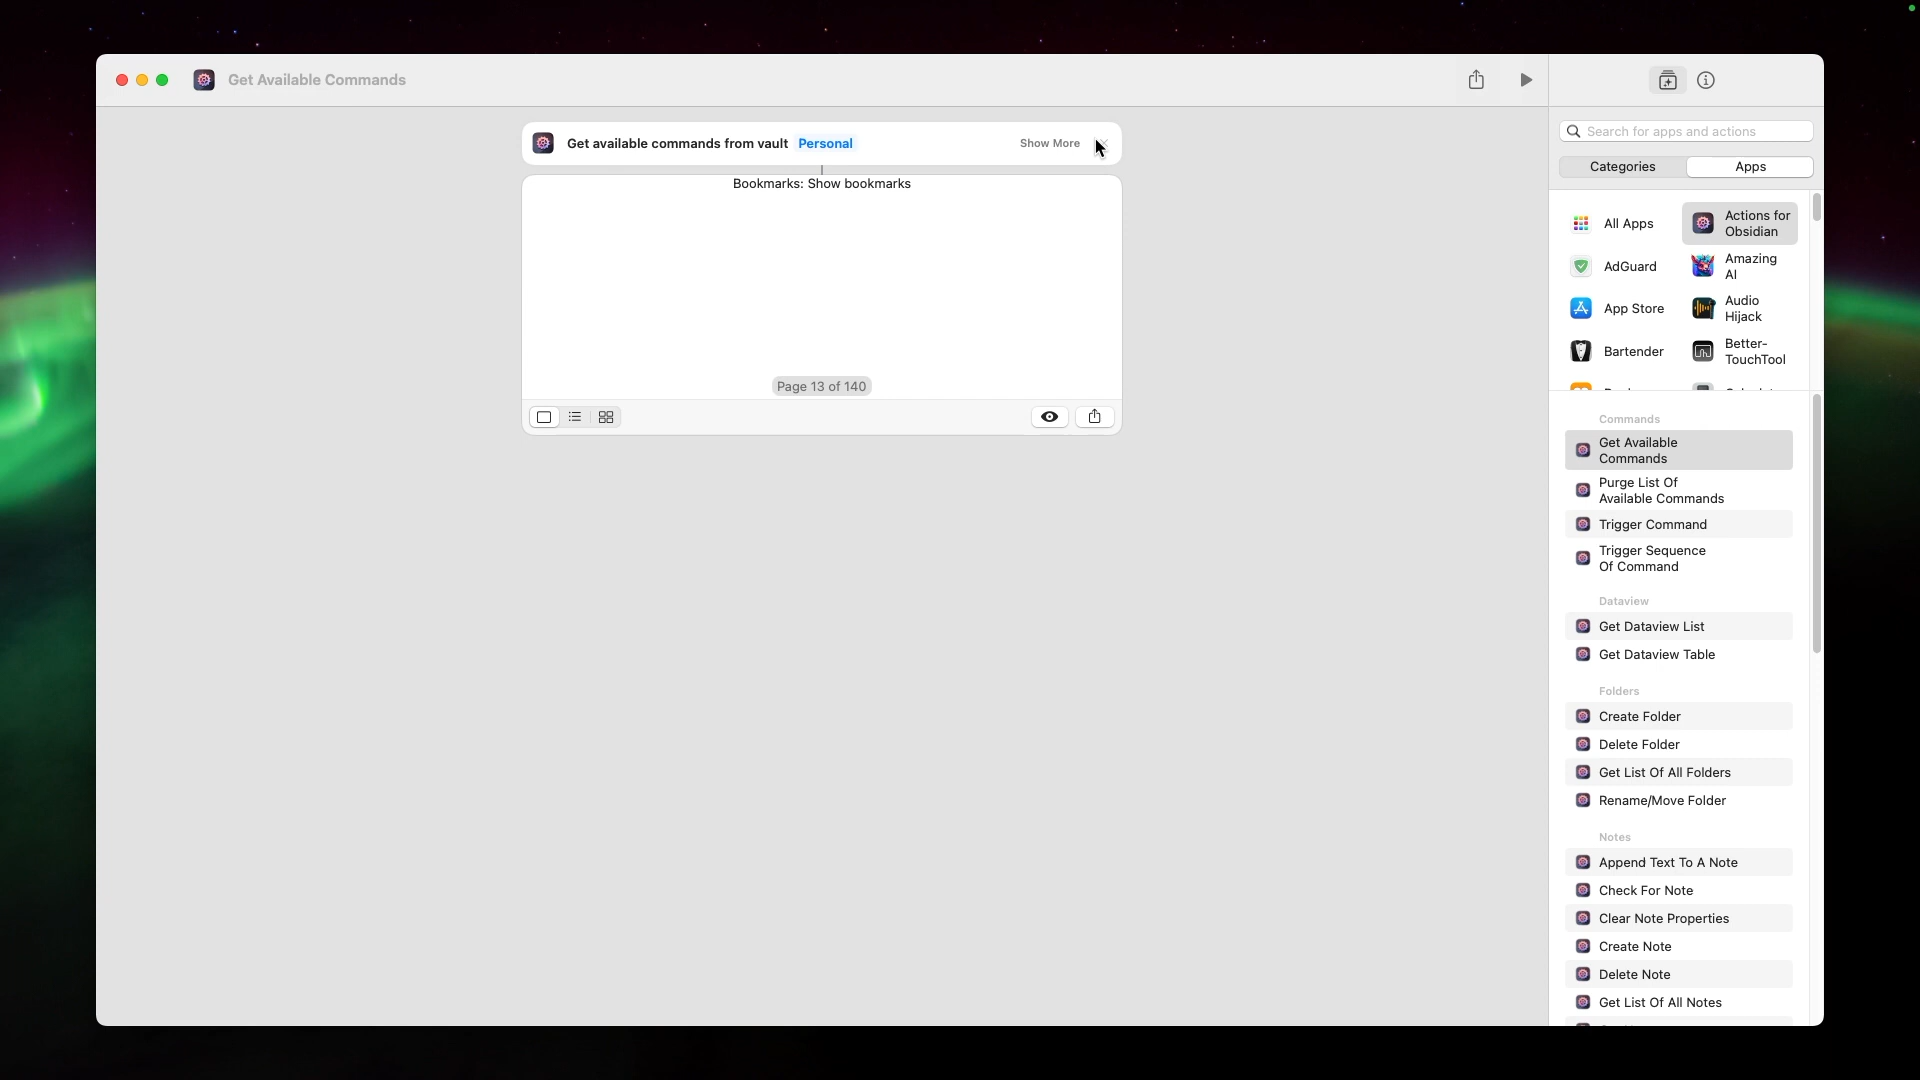 Get Available Commands
Get available commands from vault Personal
Show More
Bookmarks: Show bookmarks
Page 13 of 140
Search for apps and actions
Categories
Apps
All Apps
Actions for
Obsidian
AdGuard
Amazing
AI
App Store
Audio
Hijack
Bartender
Better-
TouchTool
Commands
Get Available
Commands
Purge List Of
Available Commands
Trigger Command
Trigger Sequence
Of Command
Dataview
Get Dataview List
Get Dataview Table
Folders
Create Folder
Delete Folder
Get List Of All Folders
Rename/Move Folder
Notes
Append Text To A Note
Check For Note
Clear Note Properties
Create Note
Delete Note
Get List Of All Notes